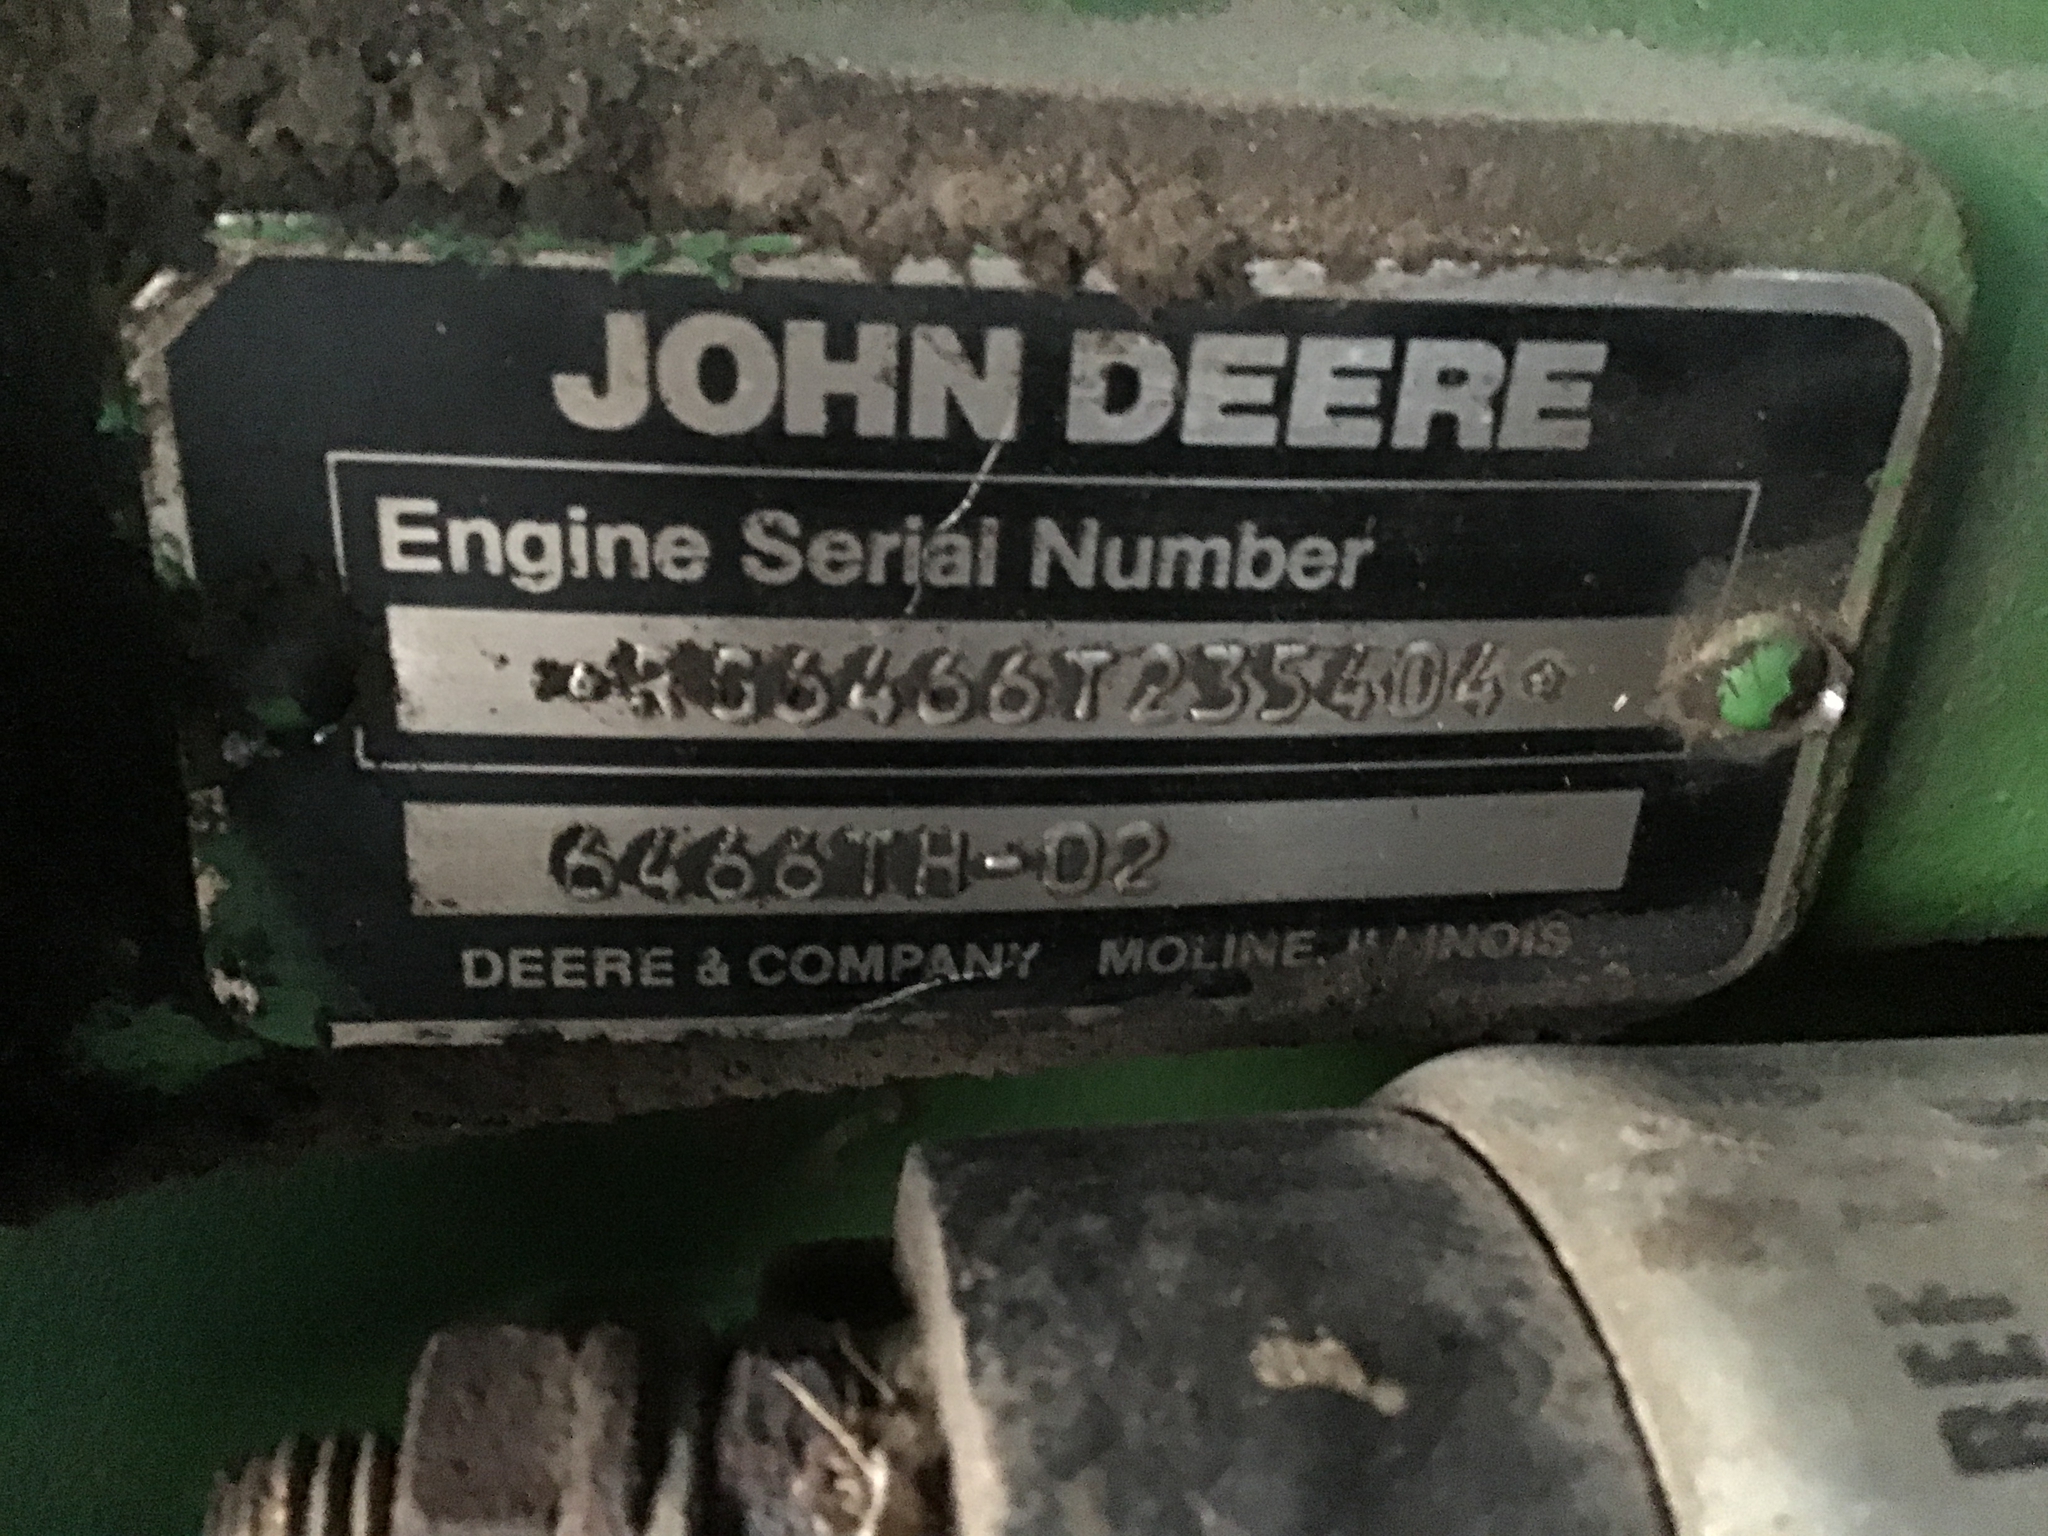 JOHN DEERE
Engine Serial Number
RG6466T235404
6466TH-02
DEERE & COMPANY MOLINE, ILLINOIS